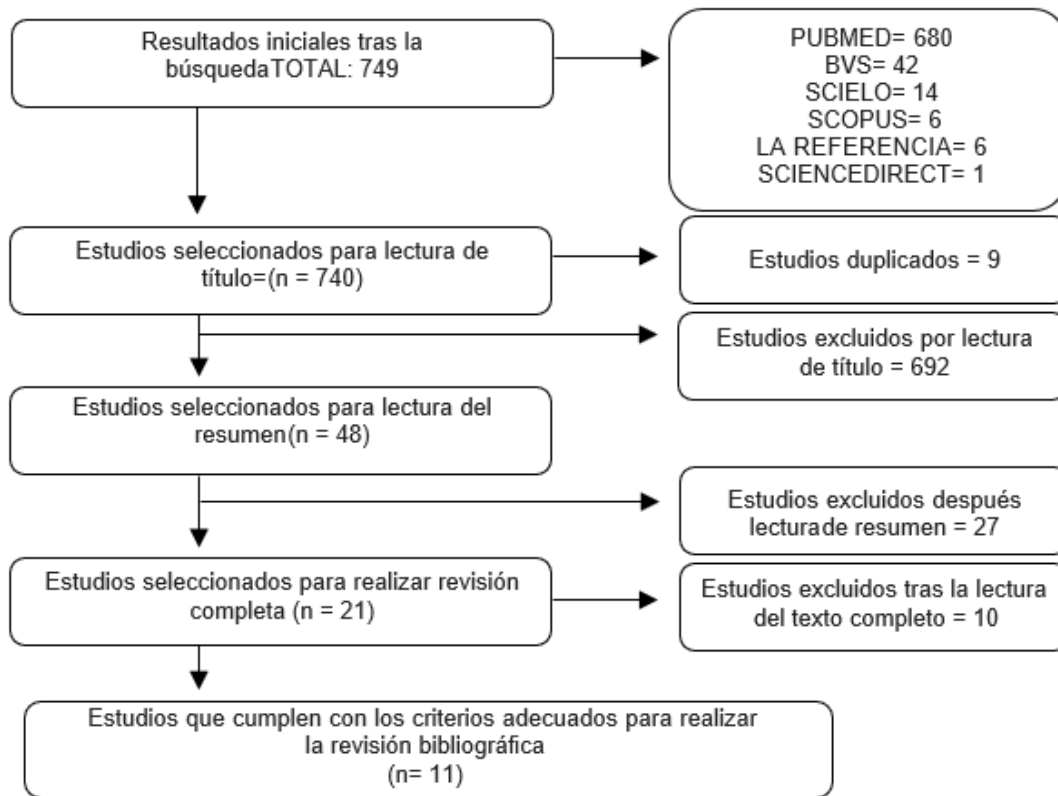 Resultados iniciales tras la
búsquedaTOTAL: 749
PUBMED= 680
BVS= 42
SCIELO= 14
SCOPUS= 6
LA REFERENCIA= 6
SCIENCEDIRECT= 1
Estudios seleccionados para lectura de
título=(n = 740)
Estudios duplicados = 9
Estudios excluidos por lectura
de título = 692
Estudios seleccionados para lectura del
resumen(n = 48)
Estudios excluidos después
lecturade resumen = 27
Estudios seleccionados para realizar revisión
completa (n = 21)
Estudios excluidos tras la lectura
del texto completo = 10
Estudios que cumplen con los criterios adecuados para realizar
la revisión bibliográfica
(n= 11)